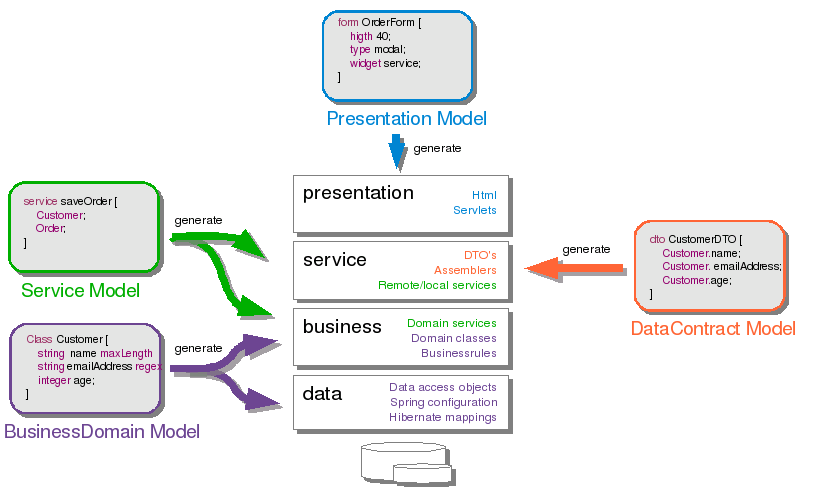 form OrderForm [
higth 40;
type modal;
widget service;
]
Presentation Model
generate
presentation
Html
Servlets
service saveOrder [
Customer;
Order;
]
generate
Service Model
service
DTO's
Assemblers
Remote/local services
generate
dto CustomerDTO [
Customer.name;
Customer. emailAddress;
Customer.age;
]
DataContract Model
business
Domain services
Domain classes
Businessrules
Class Customer [
string name maxLength
string emailAddress regex
integer age;
]
generate
BusinessDomain Model
data
Data access objects
Spring configuration
Hibernate mappings